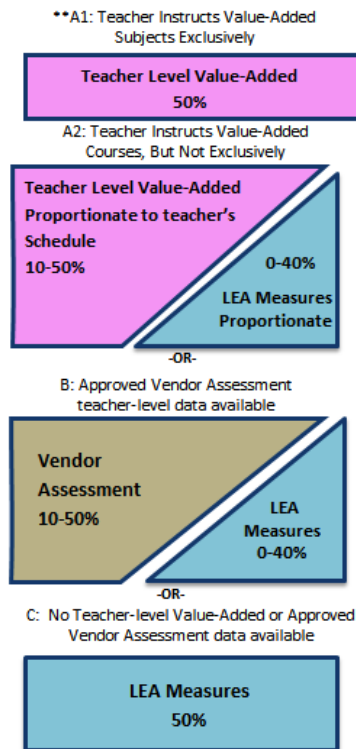 **A1: Teacher Instructs Value-Added
Subjects Exclusively
Teacher Level Value-Added
50%
A2: Teacher Instructs Value-Added
Courses, But Not Exclusively
Teacher Level Value-Added
Proportionate to teacher's
Schedule
10-50%
0-40%
LEA Measures
Proportionate
-OR-
B: Approved Vendor Assessment
teacher-level data available
Vendor
Assessment
10-50%
LEA
Measures
0-40%
-OR-
C: No Teacher-level Value-Added or Approved
Vendor Assessment data available
LEA Measures
50%